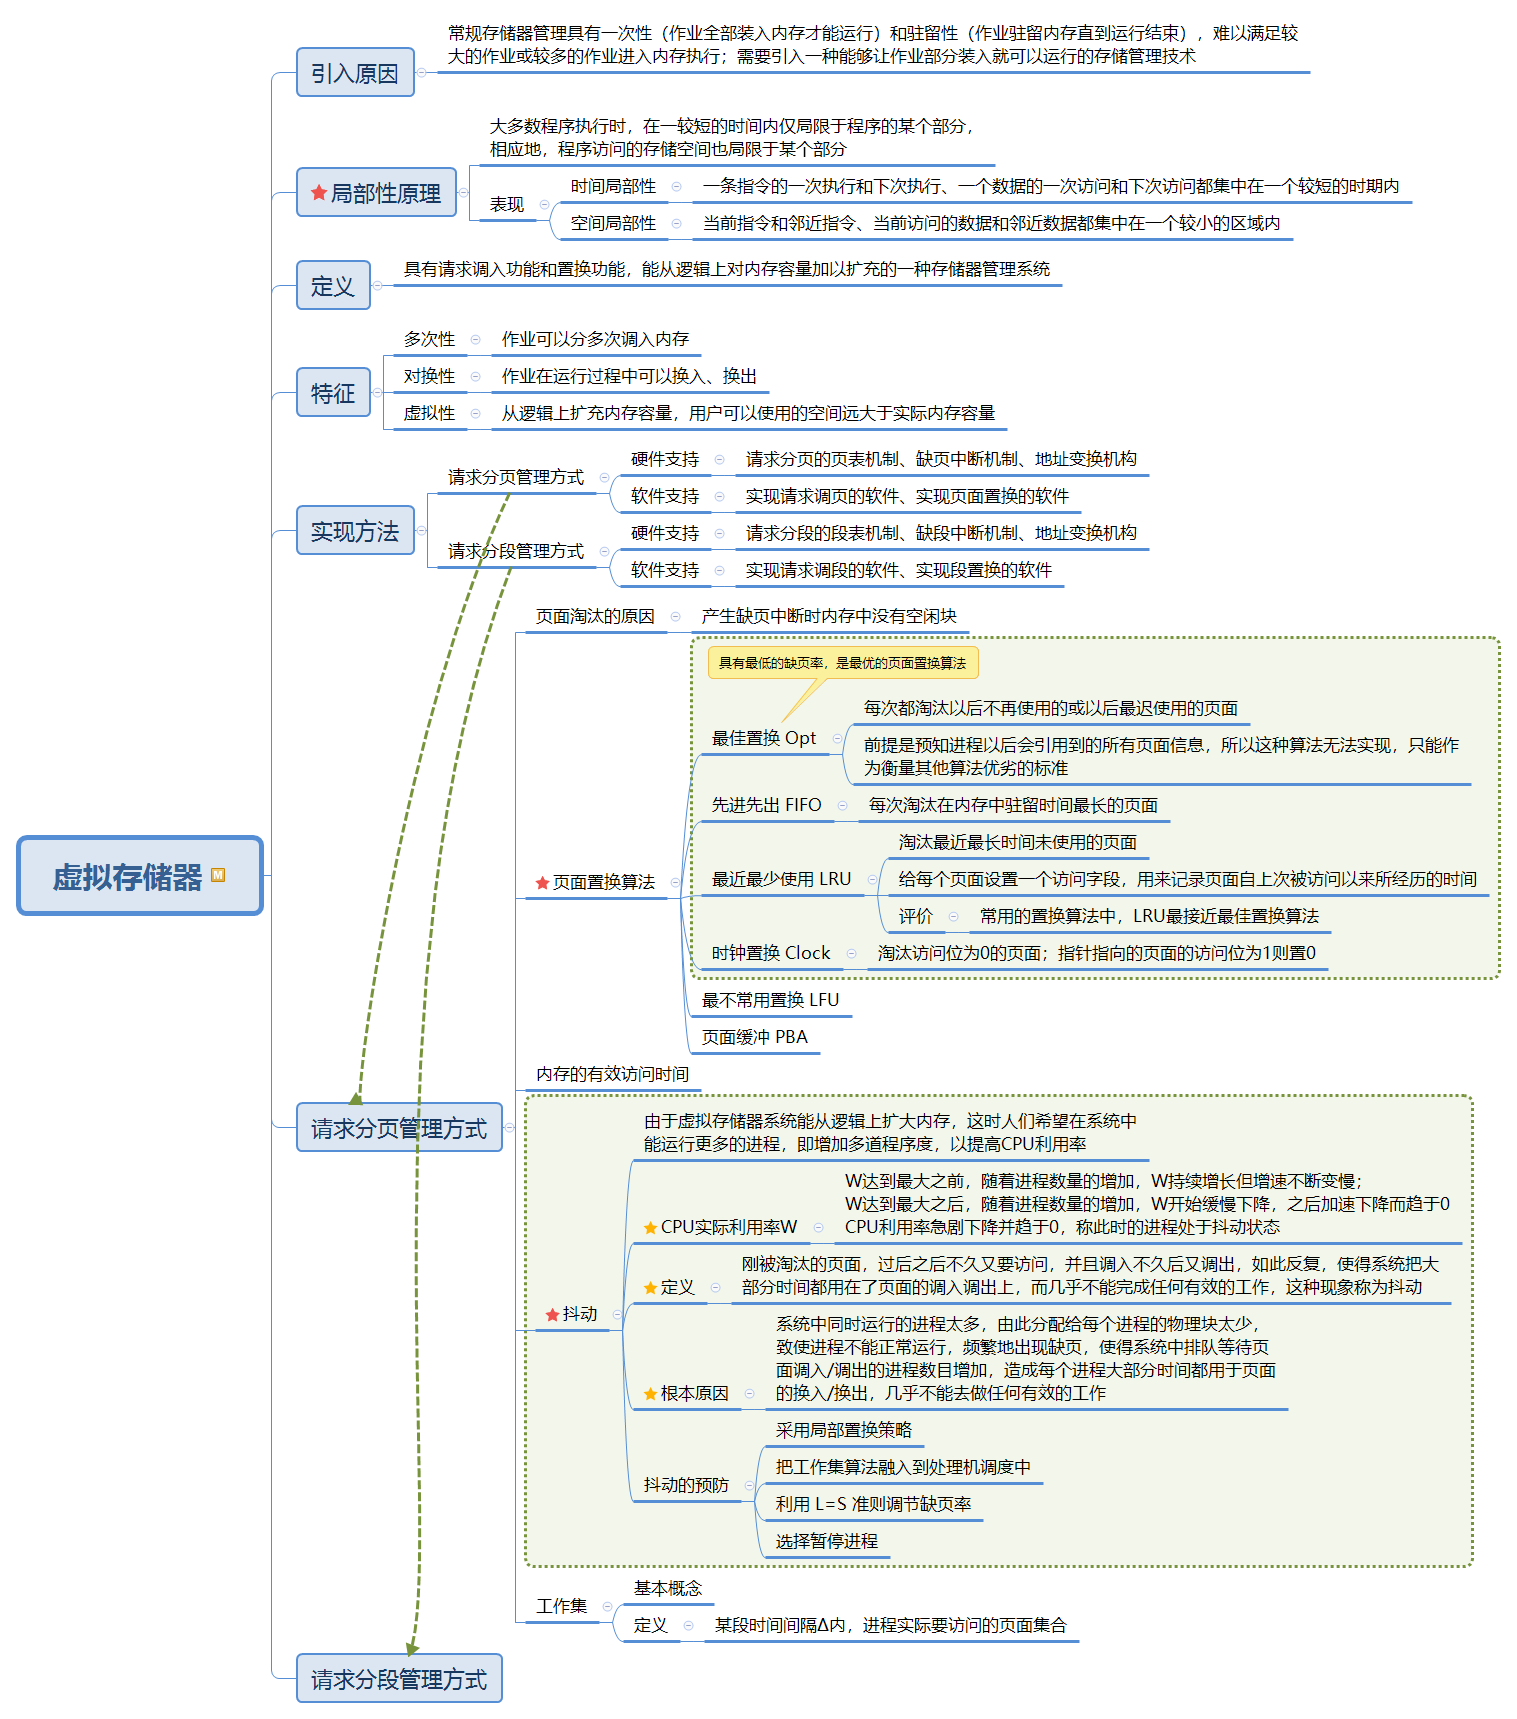 虚拟存储器
M
引入原因
常规存储器管理具有一次性（作业全部装入内存才能运行）和驻留性（作业驻留内存直到运行结束），难以满足较
大的作业或较多的作业进入内存执行；需要引入一种能够让作业部分装入就可以运行的存储管理技术
局部性原理
大多数程序执行时，在一较短的时间内仅局限于程序的某个部分，
相应地，程序访问的存储空间也局限于某个部分
表现
时间局部性
一条指令的一次执行和下次执行、一个数据的一次访问和下次访问都集中在一个较短的时期内
空间局部性
当前指令和邻近指令、当前访问的数据和邻近数据都集中在一个较小的区域内
定义
具有请求调入功能和置换功能，能从逻辑上对内存容量加以扩充的一种存储器管理系统
特征
多次性
作业可以分多次调入内存
对换性
作业在运行过程中可以换入、换出
虚拟性
从逻辑上扩充内存容量，用户可以使用的空间远大于实际内存容量
实现方法
请求分页管理方式
硬件支持
请求分页的页表机制、缺页中断机制、地址变换机构
软件支持
实现请求调页的软件、实现页面置换的软件
请求分段管理方式
硬件支持
请求分段的段表机制、缺段中断机制、地址变换机构
软件支持
实现请求调段的软件、实现段置换的软件
请求分页管理方式
页面淘汰的原因
产生缺页中断时内存中没有空闲块
页面置换算法
具有最低的缺页率，是最优的页面置换算法
最佳置换 Opt
每次都淘汰以后不再使用的或以后最迟使用的页面
前提是预知进程以后会引用到的所有页面信息，所以这种算法无法实现，只能作
为衡量其他算法优劣的标准
先进先出 FIFO
每次淘汰在内存中驻留时间最长的页面
最近最少使用 LRU
淘汰最近最长时间未使用的页面
给每个页面设置一个访问字段，用来记录页面自上次被访问以来所经历的时间
评价
常用的置换算法中，LRU最接近最佳置换算法
时钟置换 Clock
淘汰访问位为0的页面；指针指向的页面的访问位为1则置0
最不常用置换 LFU
页面缓冲 PBA
内存的有效访问时间
抖动
由于虚拟存储器系统能从逻辑上扩大内存，这时人们希望在系统中
能运行更多的进程，即增加多道程序度，以提高CPU利用率
CPU实际利用率W
W达到最大之前，随着进程数量的增加，W持续增长但增速不断变慢；
W达到最大之后，随着进程数量的增加，W开始缓慢下降，之后加速下降而趋于0
CPU利用率急剧下降并趋于0，称此时的进程处于抖动状态
定义
刚被淘汰的页面，过后之后不久又要访问，并且调入不久后又调出，如此反复，使得系统把大
部分时间都用在了页面的调入调出上，而几乎不能完成任何有效的工作，这种现象称为抖动
根本原因
系统中同时运行的进程太多，由此分配给每个进程的物理块太少，
致使进程不能正常运行，频繁地出现缺页，使得系统中排队等待页
面调入/调出的进程数目增加，造成每个进程大部分时间都用于页面
的换入/换出，几乎不能去做任何有效的工作
抖动的预防
采用局部置换策略
把工作集算法融入到处理机调度中
利用 L=S 准则调节缺页率
选择暂停进程
工作集
基本概念
定义
某段时间间隔Δ内，进程实际要访问的页面集合
请求分段管理方式